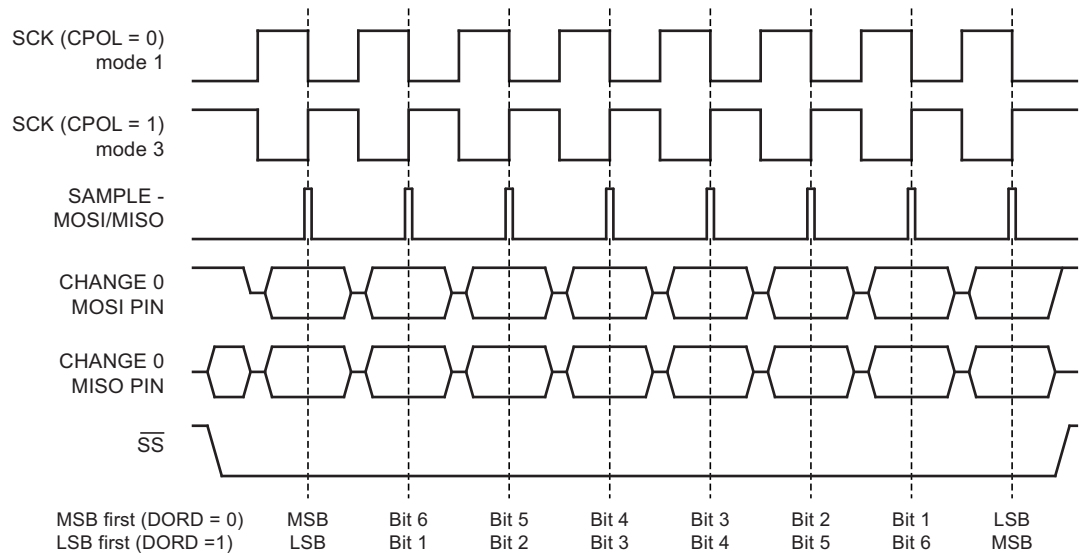 SCK (CPOL = 0)
mode 1
SCK (CPOL = 1)
mode 3
SAMPLE -
MOSI/MISO
CHANGE 0
MOSI PIN
CHANGE 0
MISO PIN
SS
MSB first (DORD = 0) MSB Bit 6 Bit 5 Bit 4 Bit 3 Bit 2 Bit 1 LSB
LSB first (DORD =1) LSB Bit 1 Bit 2 Bit 3 Bit 4 Bit 5 Bit 6 MSB